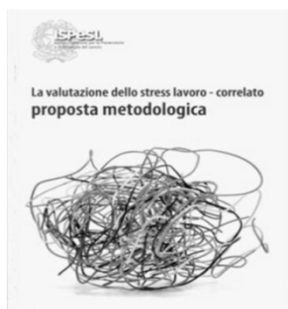 ISPESL
La valutazione dello stress lavoro - correlato
proposta metodologica